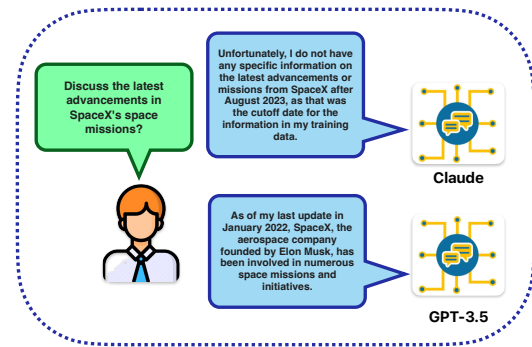 Discuss the latest
advancements in
SpaceX's space
missions?
Unfortunately, I do not have
any specific information on
the latest advancements or
missions from SpaceX after
August 2023, as that was
the cutoff date for the
information in my training
data.
Claude
As of my last update in
January 2022, SpaceX, the
aerospace company
founded by Elon Musk, has
been involved in numerous
space missions and
initiatives.
GPT-3.5